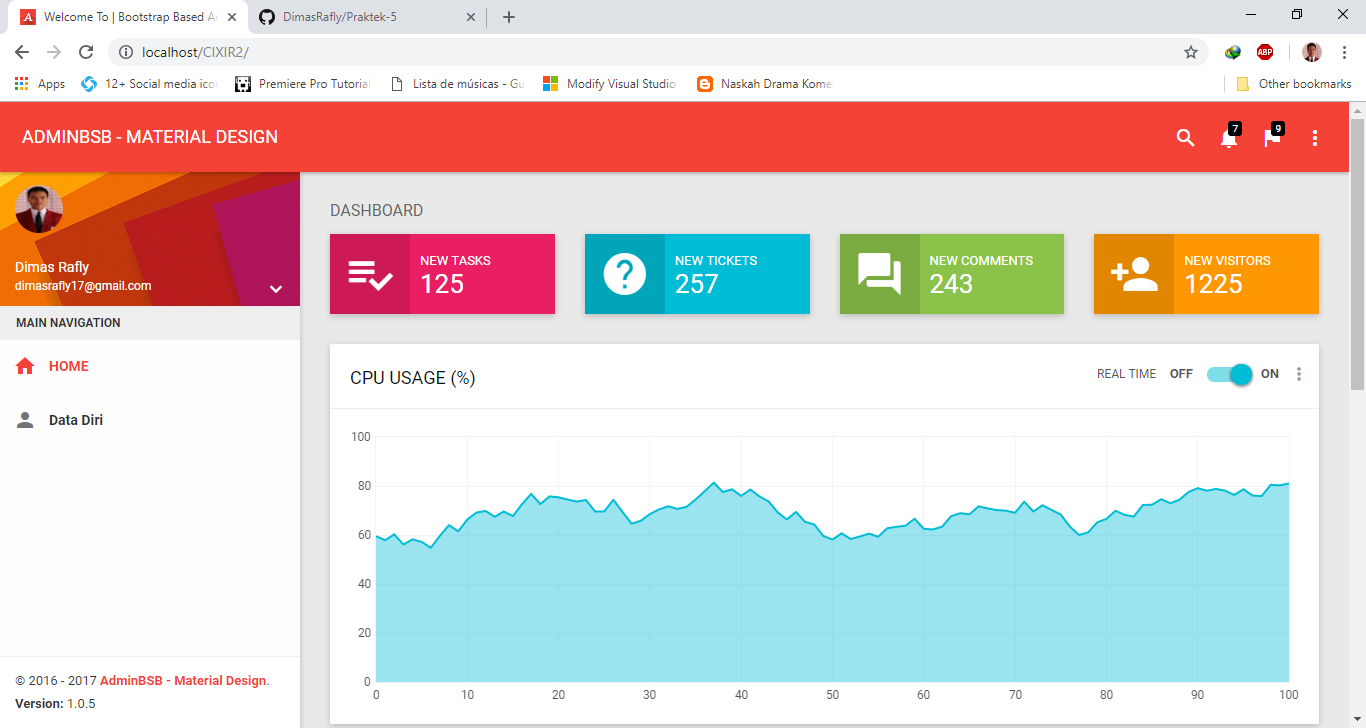 Welcome To | Bootstrap Based Ad
DimasRafly/Praktek-5
localhost/CIXIR2/
ABP
Apps
12+ Social media ico
Premiere Pro Tutorial
Lista de músicas - Gu
Modify Visual Studio
Naskah Drama Kome
Other bookmarks
ADMINBSB - MATERIAL DESIGN
7
9
Dimas Rafly
dimasrafly17@gmail.com
MAIN NAVIGATION
HOME
Data Diri
© 2016 - 2017 AdminBSB - Material Design.
Version: 1.0.5
DASHBOARD
NEW TASKS
125
NEW TICKETS
257
NEW COMMENTS
243
NEW VISITORS
1225
CPU USAGE (%)
REAL TIME OFF ON
100
80
60
40
20
0
0 10 20 30 40 50 60 70 80 90 100